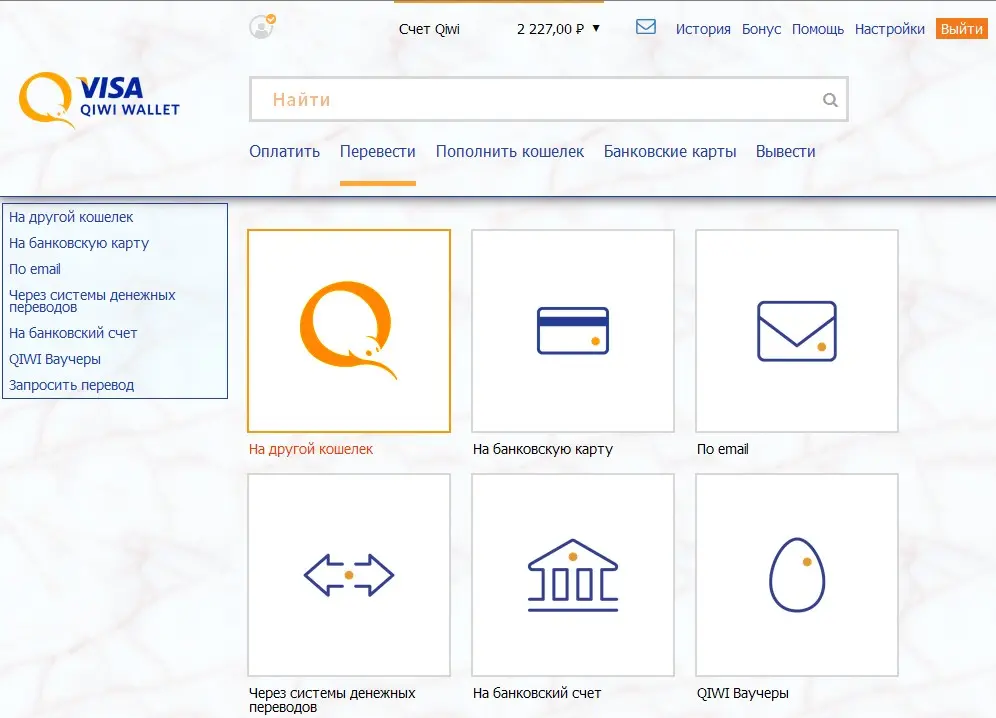 Счет Qiwi 2 227,00 ₽ ▼ История Бонус Помощь Настройки Выйти
VISA
QIWI WALLET
Найти
Оплатить Перевести Пополнить кошелек Банковские карты Вывести
На другой кошелек
На банковскую карту
По email
Через системы денежных
переводов
На банковский счет
QIWI Ваучеры
Запросить перевод
На другой кошелек На банковскую карту По email
Через системы денежных
переводов
На банковский счет
QIWI Ваучеры